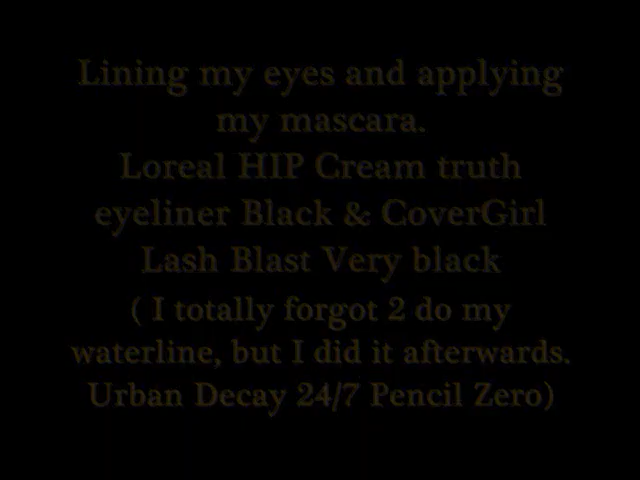 Lining my eyes and applying
my mascara.
Loreal HIP Cream truth
eyeliner Black & CoverGirl
Lash Blast Very black
( I totally forgot 2 do my
waterline, but I did it afterwards.
Urban Decay 24/7 Pencil Zero)